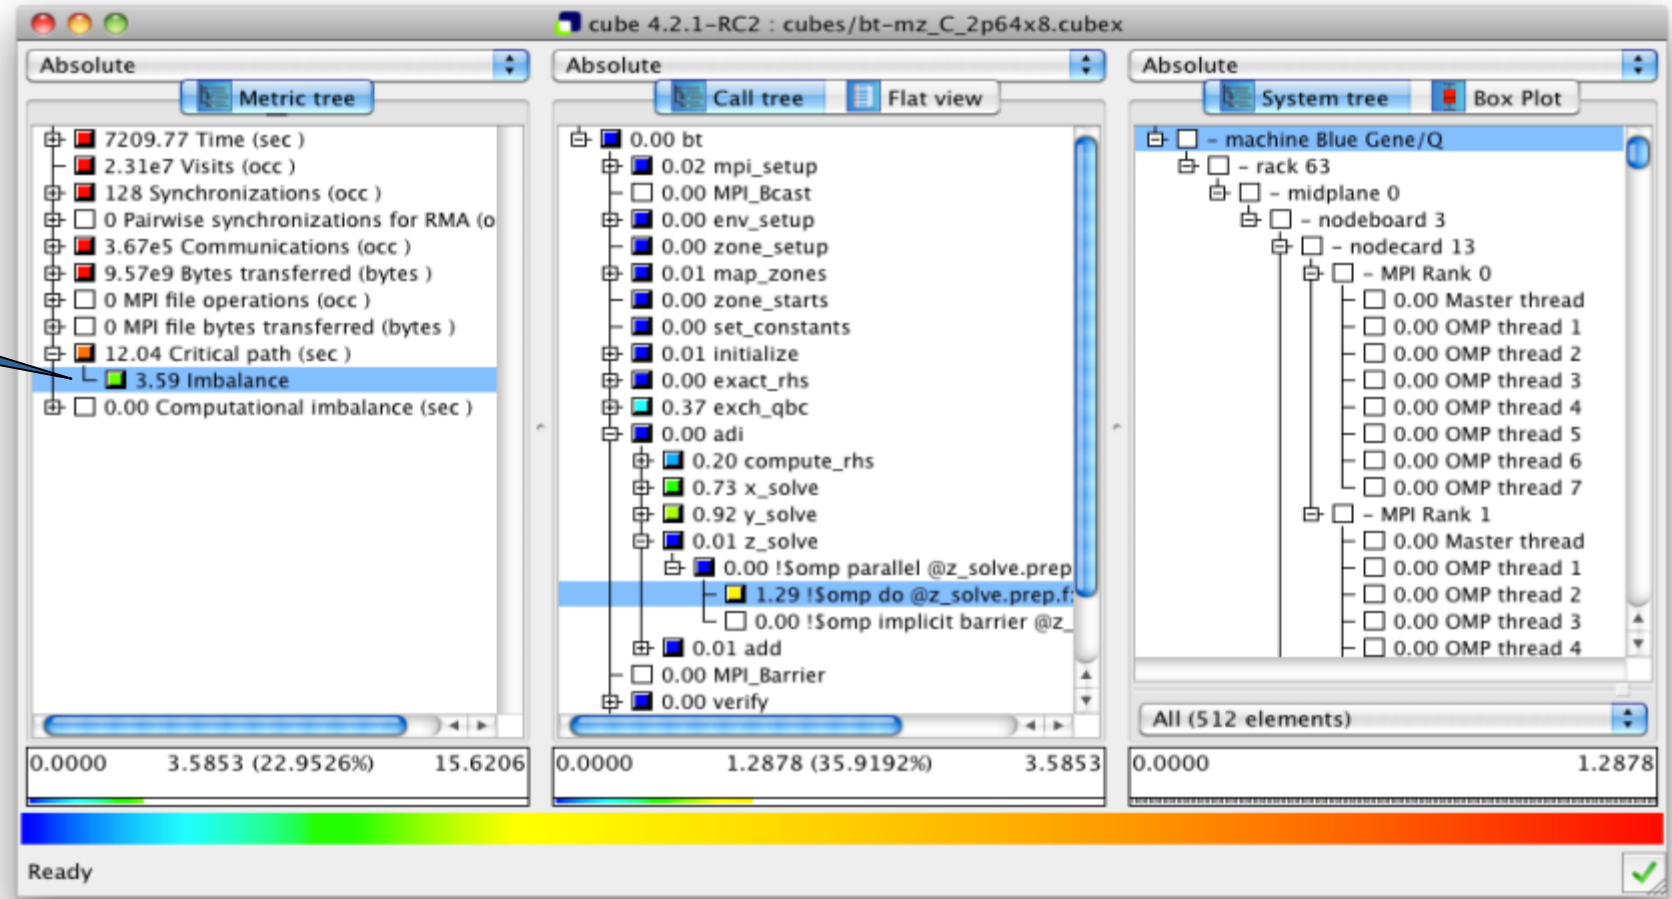 cube 4.2.1-RC2 : cubes/bt-mz_C_2p64x8.cubex
Absolute
Metric tree
7209.77 Time (sec )
2.31e7 Visits (occ )
128 Synchronizations (occ )
0 Pairwise synchronizations for RMA (o
3.67e5 Communications (occ )
9.57e9 Bytes transferred (bytes )
0 MPI file operations (occ )
0 MPI file bytes transferred (bytes )
12.04 Critical path (sec )
3.59 Imbalance
0.00 Computational imbalance (sec )
0.0000 3.5853 (22.9526%) 15.6206
Absolute
Call tree Flat view
0.00 bt
0.02 mpi_setup
0.00 MPI_Bcast
0.00 env_setup
0.00 zone_setup
0.01 map_zones
0.00 zone_starts
0.00 set_constants
0.01 initialize
0.00 exact_rhs
0.37 exch_qbc
0.00 adi
0.20 compute_rhs
0.73 x_solve
0.92 y_solve
0.01 z_solve
0.00 !$omp parallel @z_solve.prep
1.29 !$omp do @z_solve.prep.f:
0.00 !$omp implicit barrier @z_
0.01 add
0.00 MPI_Barrier
0.00 verify
0.0000 1.2878 (35.9192%) 3.5853
Absolute
System tree Box Plot
- machine Blue Gene/Q
- rack 63
- midplane 0
- nodeboard 3
- nodecard 13
- MPI Rank 0
0.00 Master thread
0.00 OMP thread 1
0.00 OMP thread 2
0.00 OMP thread 3
0.00 OMP thread 4
0.00 OMP thread 5
0.00 OMP thread 6
0.00 OMP thread 7
- MPI Rank 1
0.00 Master thread
0.00 OMP thread 1
0.00 OMP thread 2
0.00 OMP thread 3
0.00 OMP thread 4
All (512 elements)
0.0000 1.2878
Ready